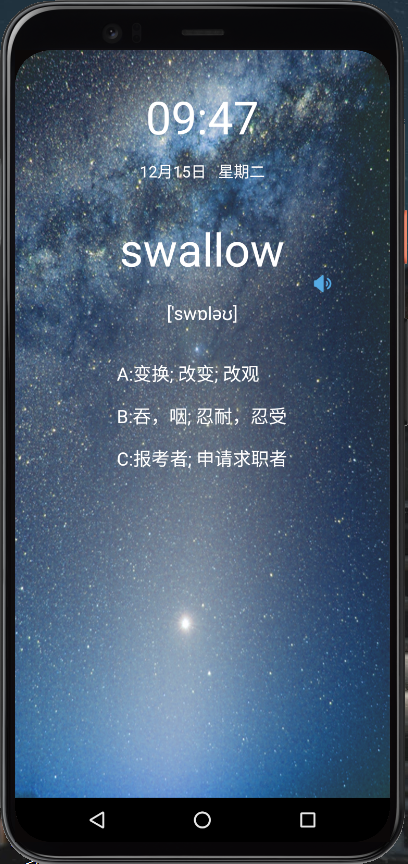 09:47
12月15日 星期二
swallow
[ˈswɒləʊ]
A:变换; 改变; 改观
B:吞，咽; 忍耐，忍受
C:报考者; 申请求职者